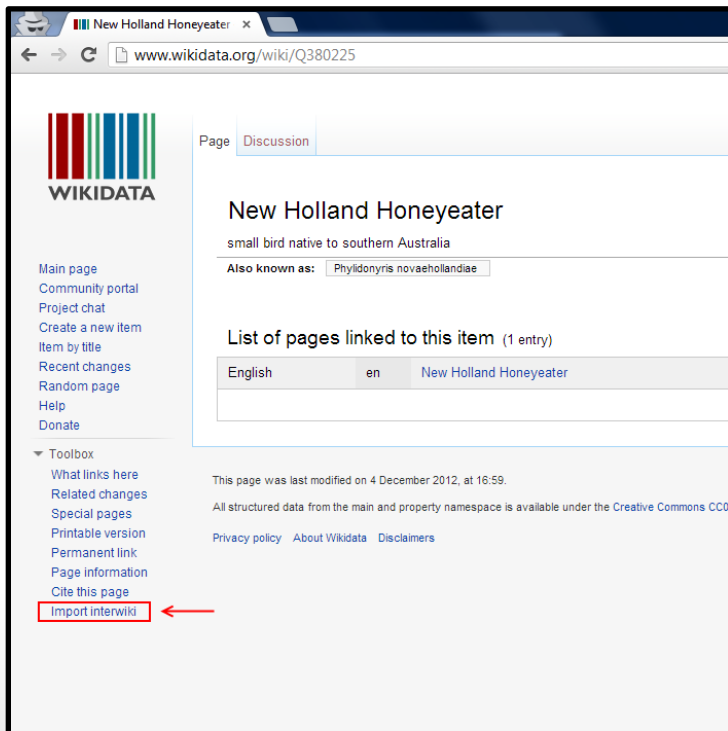 New Holland Honeyeater
www.wikidata.org/wiki/Q380225
WIKIDATA
Main page
Community portal
Project chat
Create a new item
Item by title
Recent changes
Random page
Help
Donate
Toolbox
What links here
Related changes
Special pages
Printable version
Permanent link
Page information
Cite this page
Import interwiki
Page Discussion
New Holland Honeyeater
small bird native to southern Australia
Also known as: Phylidonyris novaehollandiae
List of pages linked to this item (1 entry)
English en New Holland Honeyeater
This page was last modified on 4 December 2012, at 16:59.
All structured data from the main and property namespace is available under the Creative Commons CC0
Privacy policy About Wikidata Disclaimers